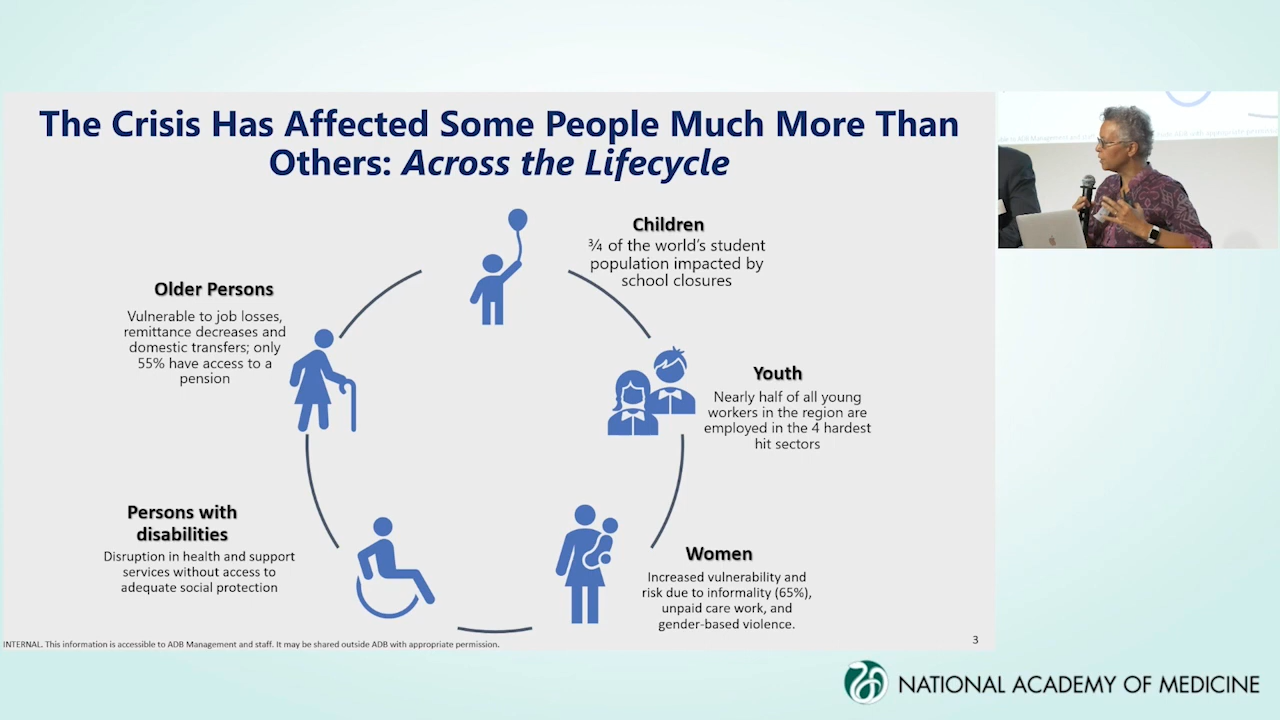 The Crisis Has Affected Some People Much More Than
Others: Across the Lifecycle
Children
¾ of the world's student
population impacted by
school closures
Youth
Nearly half of all young
workers in the region are
employed in the 4 hardest
hit sectors
Women
Increased vulnerability and
risk due to informality (65%),
unpaid care work, and
gender-based violence.
Persons with
disabilities
Disruption in health and support
services without access to
adequate social protection
Older Persons
Vulnerable to job losses,
remittance decreases and
domestic transfers; only
55% have access to a
pension
INTERNAL. This information is accessible to ADB Management and staff. It may be shared outside ADB with appropriate permission.
3
NATIONAL ACADEMY OF MEDICINE